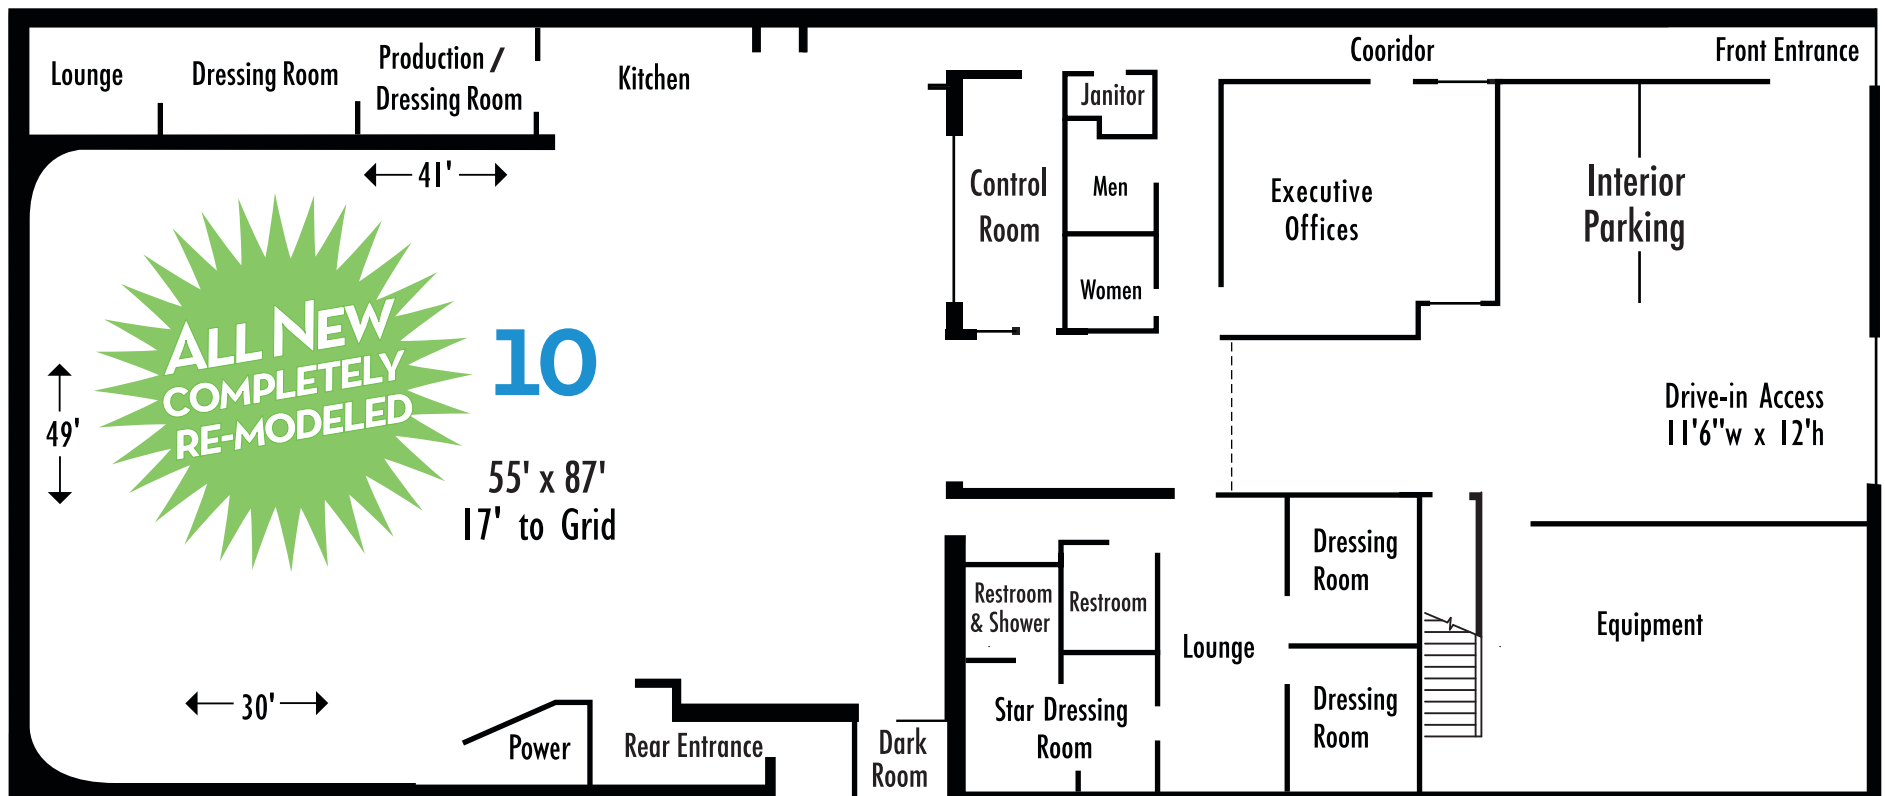 Lounge
Dressing Room
Production /
Dressing Room
Kitchen
Cooridor
Front Entrance
Janitor
41'
Control
Room
Men
Executive
Offices
Interior
Parking
Women
ALL NEW
COMPLETELY
RE-MODELED
10
49'
55' x 87'
17' to Grid
Drive-in Access
11'6"w x 12'h
Dressing
Room
Restroom
& Shower
Restroom
Lounge
Equipment
30'
Star Dressing
Room
Dressing
Room
Power
Rear Entrance
Dark
Room